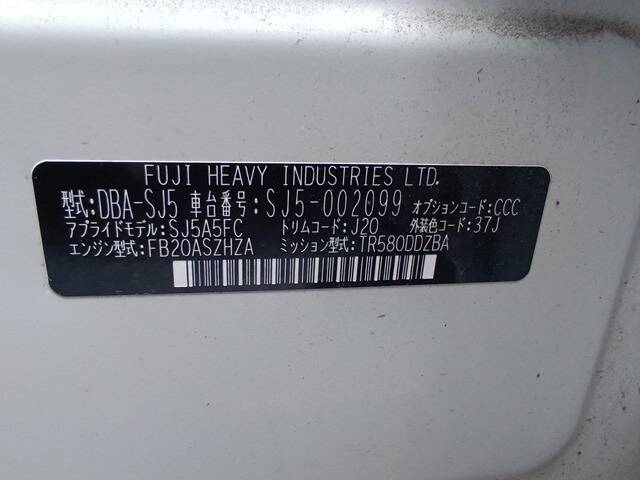 FUJI HEAVY INDUSTRIES LTD.
型式:DBA-SJ5 車台番号:SJ5-002099 オプションコード:CCC
アプライドモデル:SJ5A5FC トリムコード:J20 外装色コード:37J
エンジン型式:FB20ASZHZA ミッション型式:TR580DDZBA